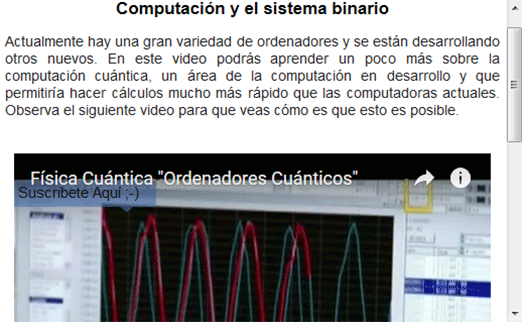 Computación y el sistema binario
Actualmente hay una gran variedad de ordenadores y se están desarrollando
otros nuevos. En este video podrás aprender un poco más sobre la
computación cuántica, un área de la computación en desarrollo y que
permitiría hacer cálculos mucho más rápido que las computadoras actuales.
Observa el siguiente video para que veas cómo es que esto es posible.
Física Cuántica "Ordenadores Cuánticos"
Suscribete Aquí ;-)